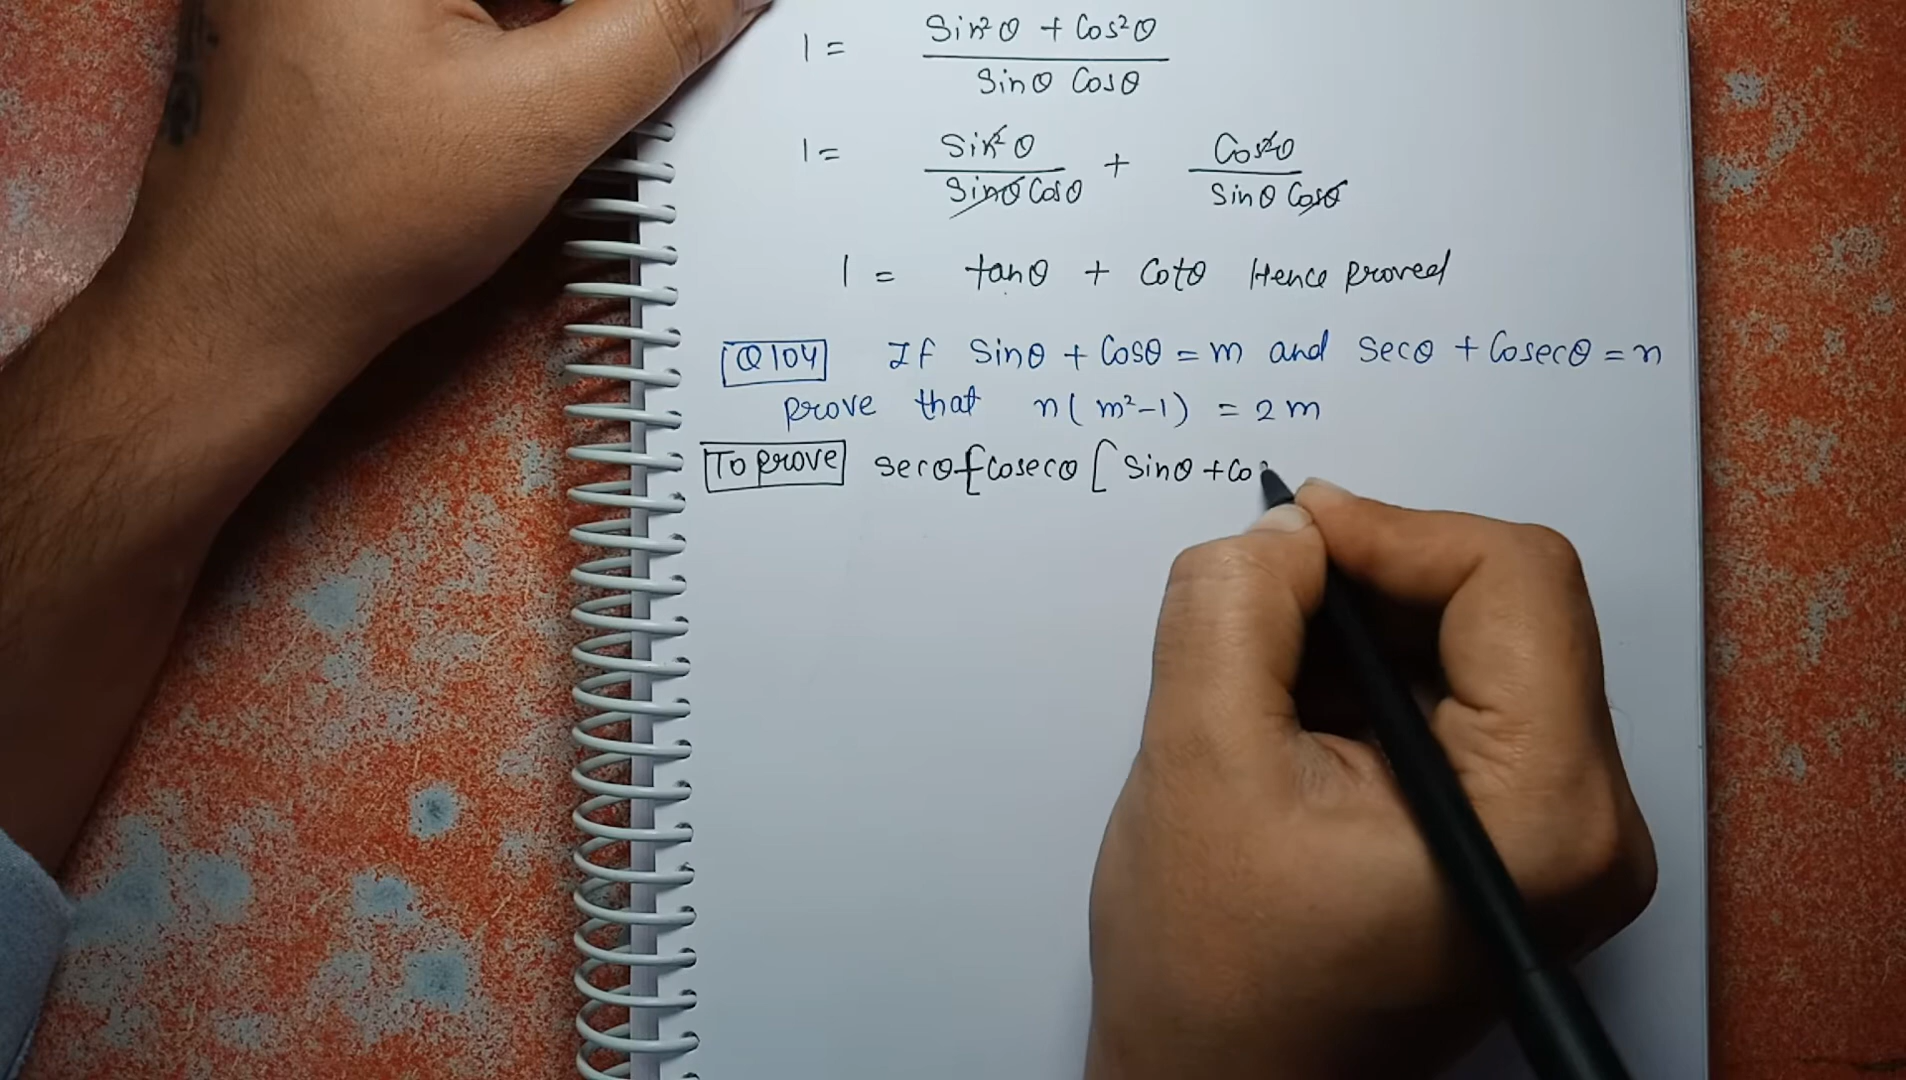 1 = Sin²θ + Cos²θ / Sinθ Cosθ
1 = Sin²θ / Sinθ Cosθ + Cos²θ / Sinθ Cosθ
1 = tanθ + Cotθ Hence proved
Q104 If Sinθ + Cosθ = m and Secθ + Cosecθ = n
prove that n(m²-1) = 2m
To prove Secθ + Cosecθ [Sinθ + Co